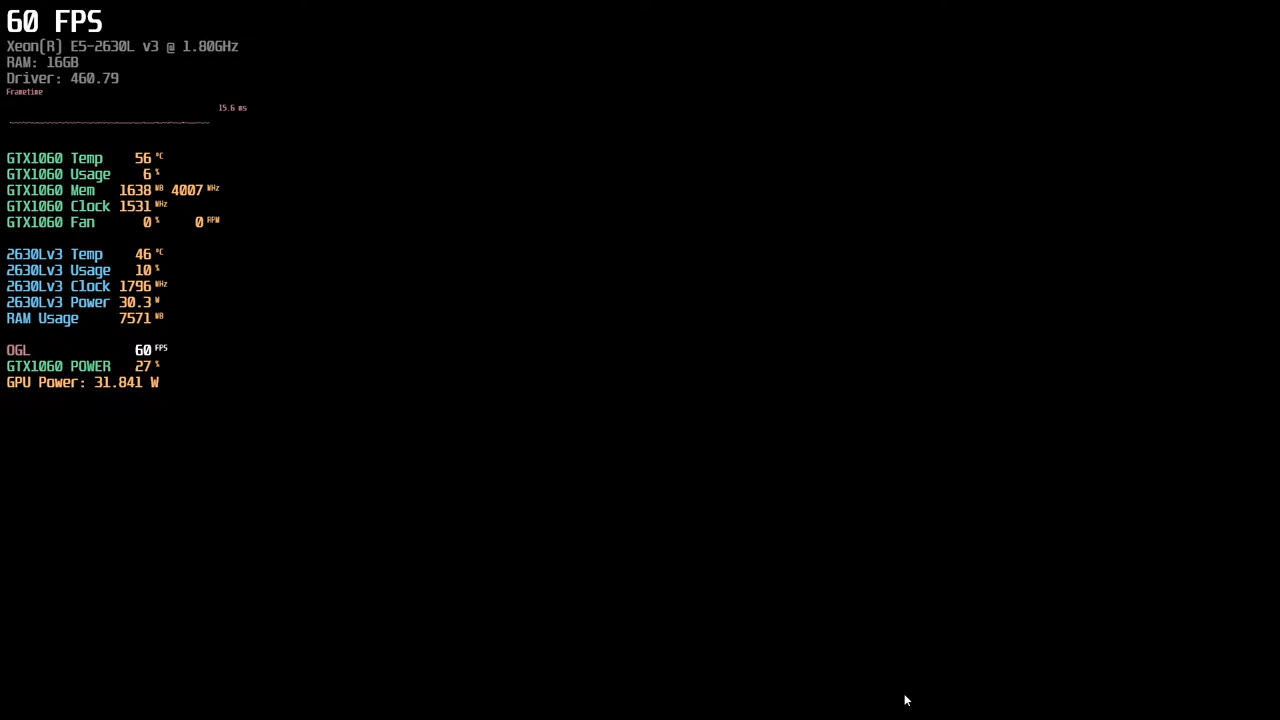 60 FPS
Xeon(R) E5-2630L v3 @ 1.80GHz
RAM: 16GB
Driver: 460.79
Frametime
15.6 ms
GTX1060 Temp 56 °C
GTX1060 Usage 6 %
GTX1060 Mem 1638 MB 4007 MHz
GTX1060 Clock 1531 MHz
GTX1060 Fan 0 % 0 RPM
2630Lv3 Temp 46 °C
2630Lv3 Usage 10 %
2630Lv3 Clock 1796 MHz
2630Lv3 Power 30.3 W
RAM Usage 7571 MB
OGL 60 FPS
GTX1060 POWER 27 %
GPU Power: 31.841 W